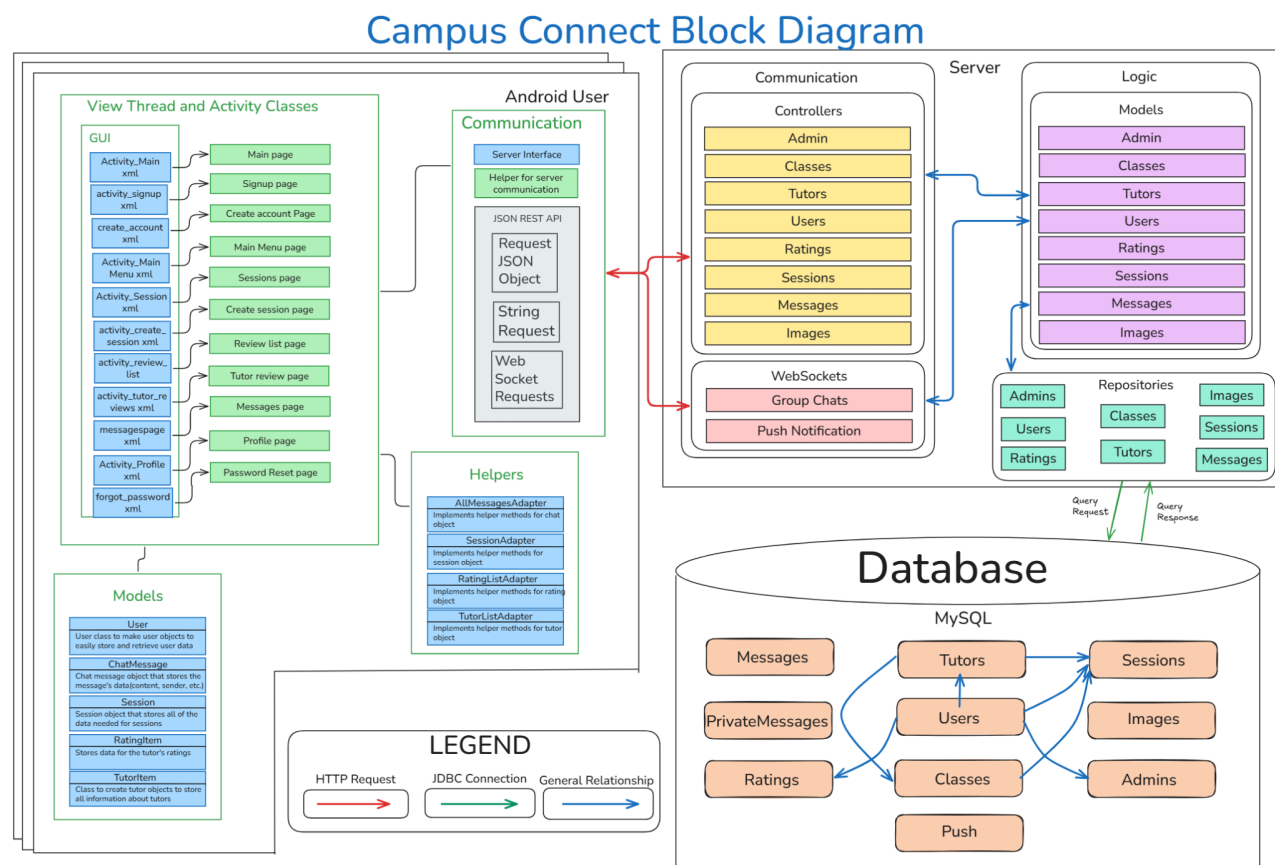 Campus Connect Block Diagram
Android User
View Thread and Activity Classes
GUI
Activity_Main
xml
activity_signup
xml
create_account
xml
Activity_Main
Menu xml
Activity_Session
xml
activity_create_
session xml
activity_review_
list
activity_tutor_re
views xml
messagespage
xml
Activity_Profile
xml
forgot_password
xml
Main page
Signup page
Create account Page
Main Menu page
Sessions page
Create session page
Review list page
Tutor review page
Messages page
Profile page
Password Reset page
Communication
Server Interface
Helper for server
communication
JSON REST API
Request
JSON
Object
String
Request
Web
Socket
Requests
Helpers
AllMessagesAdapter
Implements helper methods for chat
object
SessionAdapter
Implements helper methods for
session object
RatingListAdapter
Implements helper methods for rating
object
TutorListAdapter
Implements helper methods for tutor
object
Models
User
User class to make user objects to
easily store and retrieve user data
ChatMessage
Chat message object that stores the
message's data(content, sender, etc.)
Session
Session object that stores all of the
data needed for sessions
RatingItem
Stores data for the tutor's ratings
TutorItem
Class to create tutor objects to store
all information about tutors
LEGEND
HTTP Request
JDBC Connection
General Relationship
Server
Communication
Controllers
Admin
Classes
Tutors
Users
Ratings
Sessions
Messages
Images
WebSockets
Group Chats
Push Notification
Logic
Models
Admin
Classes
Tutors
Users
Ratings
Sessions
Messages
Images
Repositories
Admins
Users
Ratings
Classes
Tutors
Images
Sessions
Messages
Query
Request
Query
Response
Database
MySQL
Messages
Tutors
Sessions
PrivateMessages
Users
Images
Ratings
Classes
Admins
Push